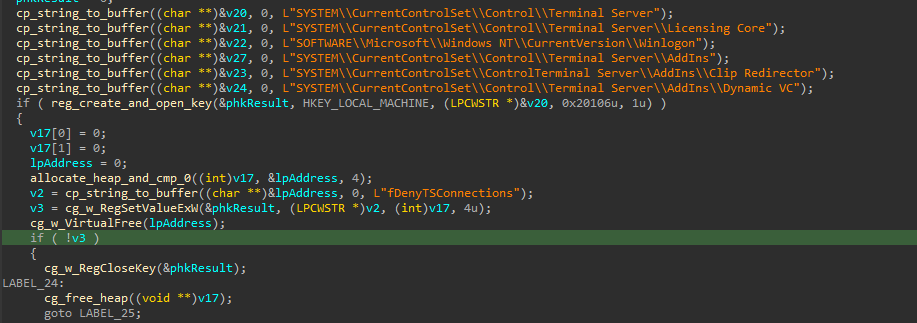 cp_string_to_buffer((char **)&v20, 0, L"SYSTEM\\CurrentControlSet\\Control\\Terminal Server");
cp_string_to_buffer((char **)&v21, 0, L"SYSTEM\\CurrentControlSet\\Control\\Terminal Server\\Licensing Core");
cp_string_to_buffer((char **)&v22, 0, L"SOFTWARE\\Microsoft\\Windows NT\\CurrentVersion\\Winlogon");
cp_string_to_buffer((char **)&v27, 0, L"SYSTEM\\CurrentControlSet\\ControlTerminal Server\\AddIns");
cp_string_to_buffer((char **)&v23, 0, L"SYSTEM\\CurrentControlSet\\ControlTerminal Server\\AddIns\\Clip Redirector");
cp_string_to_buffer((char **)&v24, 0, L"SYSTEM\\CurrentControlSet\\ControlTerminal Server\\AddIns\\Dynamic VC");
if ( reg_create_and_open_key(&phkResult, HKEY_LOCAL_MACHINE, (LPCWSTR *)&v20, 0x20106u, 1u) )
{
v17[0] = 0;
v17[1] = 0;
lpAddress = 0;
allocate_heap_and_cmp_0((int)v17, &lpAddress, 4);
v2 = cp_string_to_buffer((char **)&lpAddress, 0, L"fDenyTSConnections");
v3 = cg_w_RegSetValueExW(&phkResult, (LPCWSTR *)v2, (int)v17, 4u);
cg_w_VirtualFree(lpAddress);
if ( !v3 )
{
cg_w_RegCloseKey(&phkResult);
LABEL_24:
cg_free_heap((void **)v17);
goto LABEL_25;